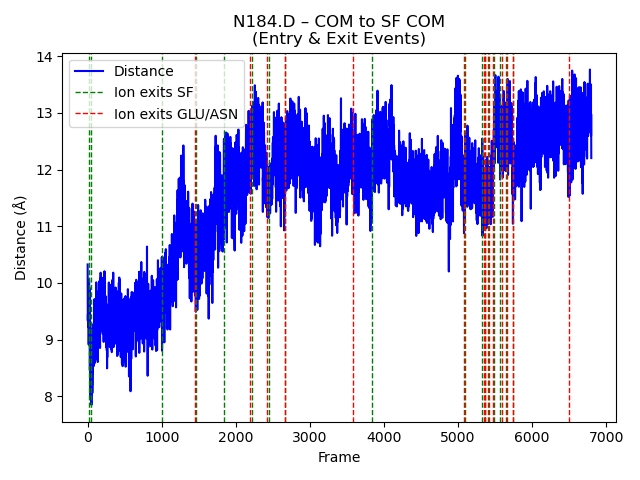 N184.D – COM to SF COM
(Entry & Exit Events)
Distance
Ion exits SF
Ion exits GLU/ASN
Distance (Å)
14
13
12
11
10
9
8
0
1000
2000
3000
4000
5000
6000
7000
Frame